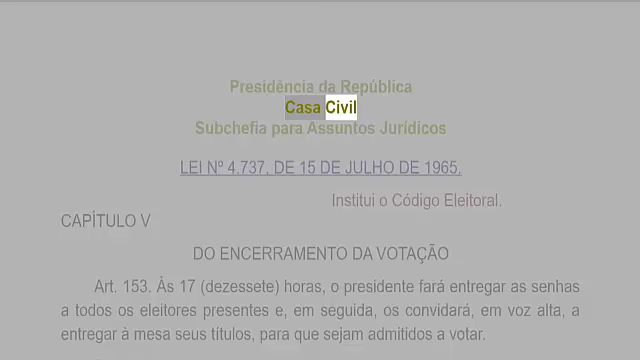 Presidência da República
Casa Civil
Subchefia para Assuntos Jurídicos
LEI Nº 4.737, DE 15 DE JULHO DE 1965.
Institui o Código Eleitoral.
CAPÍTULO V
DO ENCERRAMENTO DA VOTAÇÃO
Art. 153. Às 17 (dezessete) horas, o presidente fará entregar as senhas
a todos os eleitores presentes e, em seguida, os convidará, em voz alta, a
entregar à mesa seus títulos, para que sejam admitidos a votar.